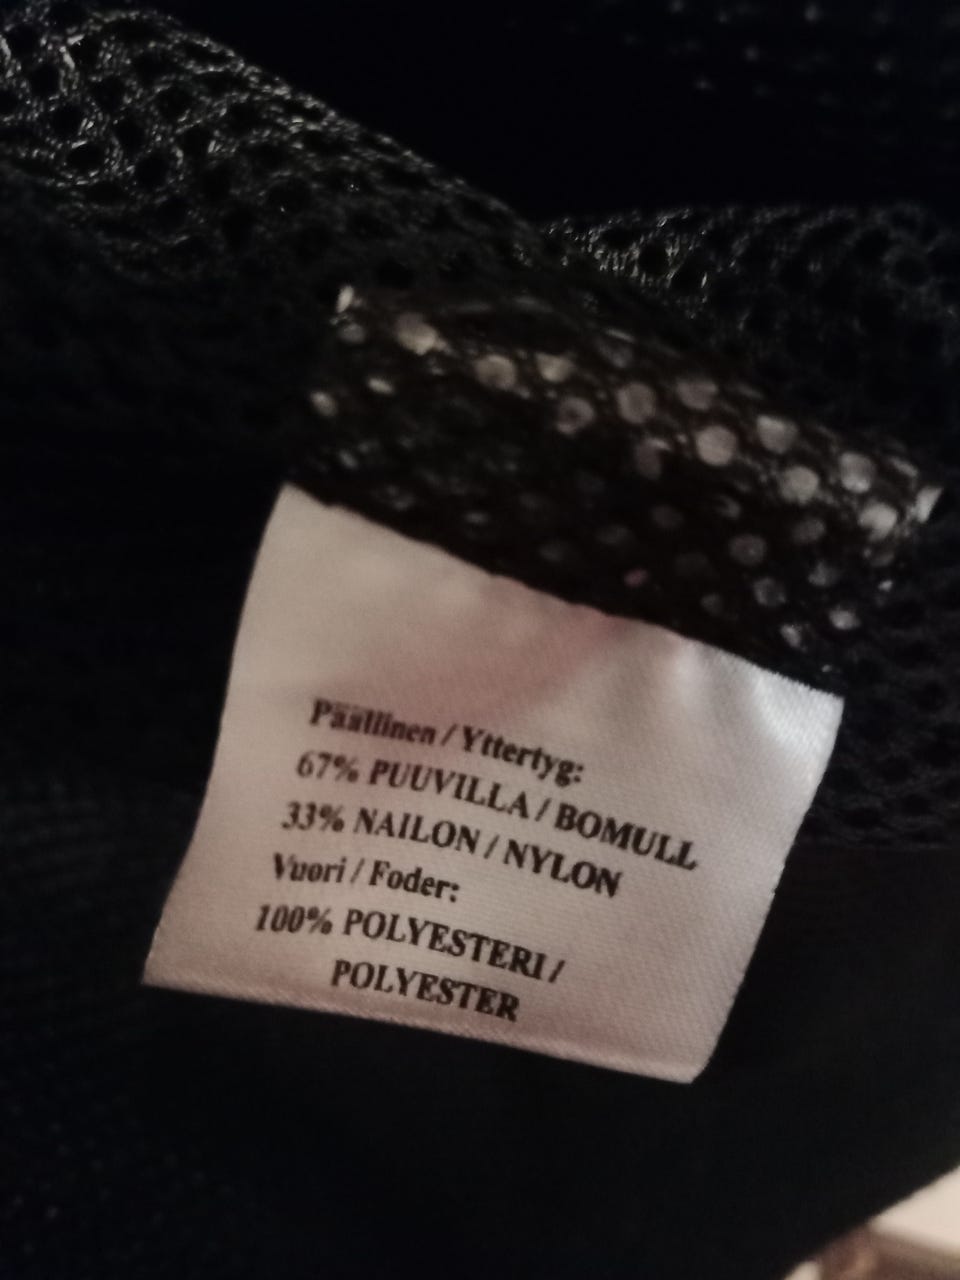 Päällinen / Yttertyg:
67% PUUVILLA / BOMULL
33% NAILON / NYLON
Vuori / Foder:
100% POLYESTERI /
POLYESTER